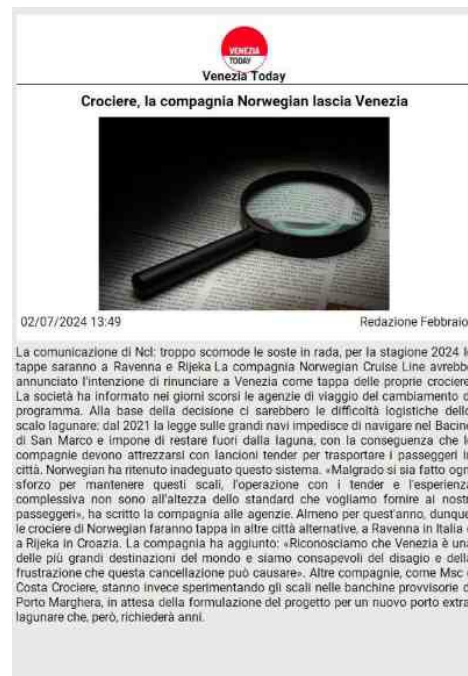 VENEZIA
TODAY
Venezia Today
Crociere, la compagnia Norwegian lascia Venezia
02/07/2024 13:49 Redazione Febbraio
La comunicazione di Ncl: troppo scomode le soste in rada, per la stagione 2024 l
tappe saranno a Ravenna e Rijeka La compagnia Norwegian Cruise Line avrebb
annunciato l'intenzione di rinunciare a Venezia come tappa delle proprie crociere
La società ha informato nei giorni scorsi le agenzie di viaggio del cambiamento d
programma. Alla base della decisione ci sarebbero le difficoltà logistiche dello
scalo lagunare: dal 2021 la legge sulle grandi navi impedisce di navigare nel Bacino
di San Marco e impone di restare fuori dalla laguna, con la conseguenza che l
compagnie devono attrezzarsi con lancioni tender per trasportare i passeggeri in
città. Norwegian ha ritenuto inadeguato questo sistema. «Malgrado si sia fatto ogn
sforzo per mantenere questi scali, l'operazione con i tender e l'esperienza
complessiva non sono all'altezza dello standard che vogliamo fornire ai nostr
passeggeri», ha scritto la compagnia alle agenzie. Almeno per quest'anno, dunque
le crociere di Norwegian faranno tappa in altre città alternative, a Ravenna in Italia e
a Rijeka in Croazia. La compagnia ha aggiunto: «Riconosciamo che Venezia è una
delle più grandi destinazioni del mondo e siamo consapevoli del disagio e della
frustrazione che questa cancellazione può causare». Altre compagnie, come Msc e
Costa Crociere, stanno invece sperimentando gli scali nelle banchine provvisorie d
Porto Marghera, in attesa della formulazione del progetto per un nuovo porto extra
lagunare che, però, richiederà anni.